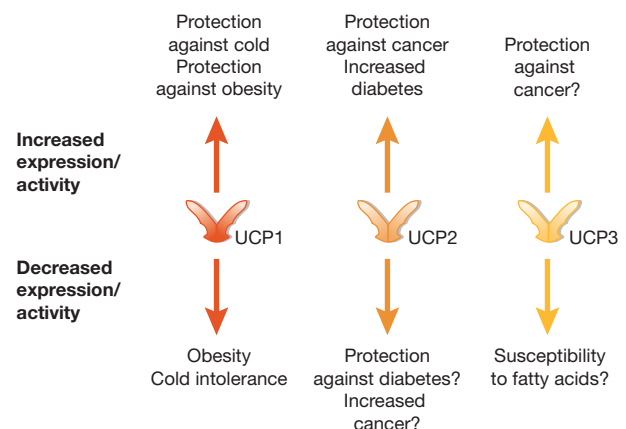 Protection
against cold
Protection
against obesity
Protection
against cancer
Increased
diabetes
Protection
against
cancer?
Increased
expression/
activity
UCP1
UCP2
UCP3
Decreased
expression/
activity
Obesity
Cold intolerance
Protection
against diabetes?
Increased
cancer?
Susceptibility
to fatty acids?